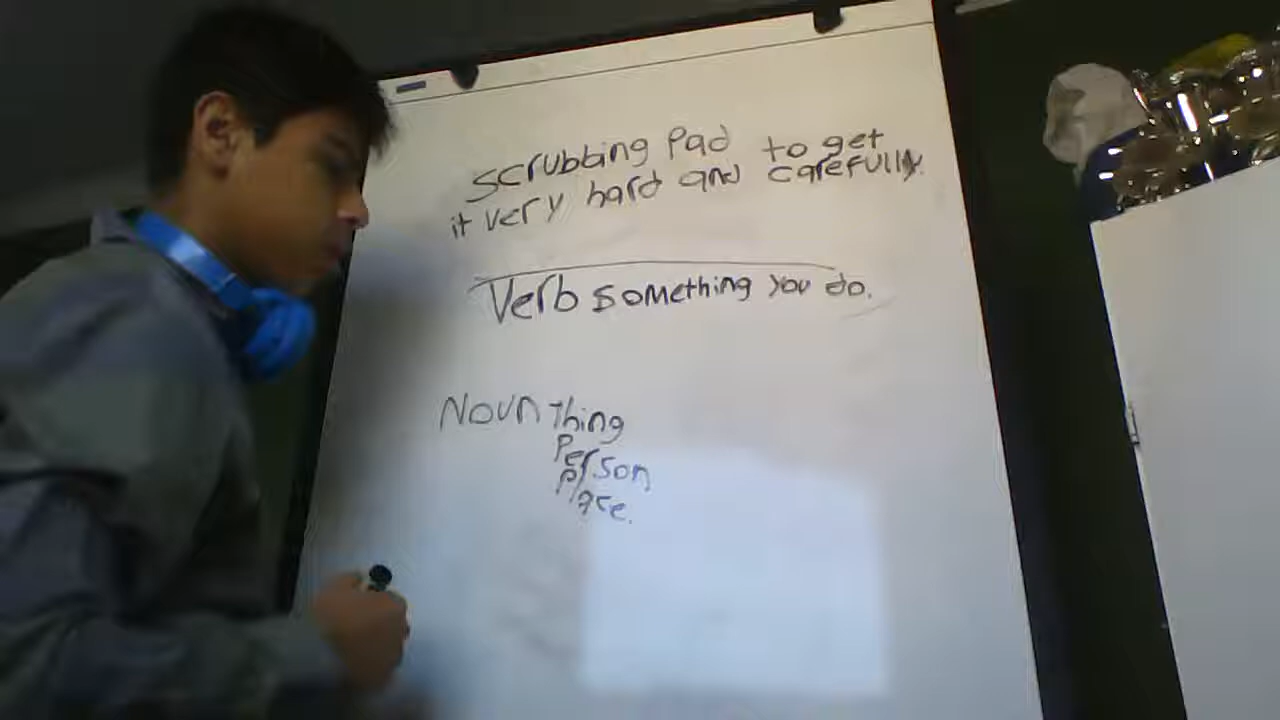 scrubbing Pad to get
it very hard and carefully.
Verb something you do.
Noun Thing
Person
Place.